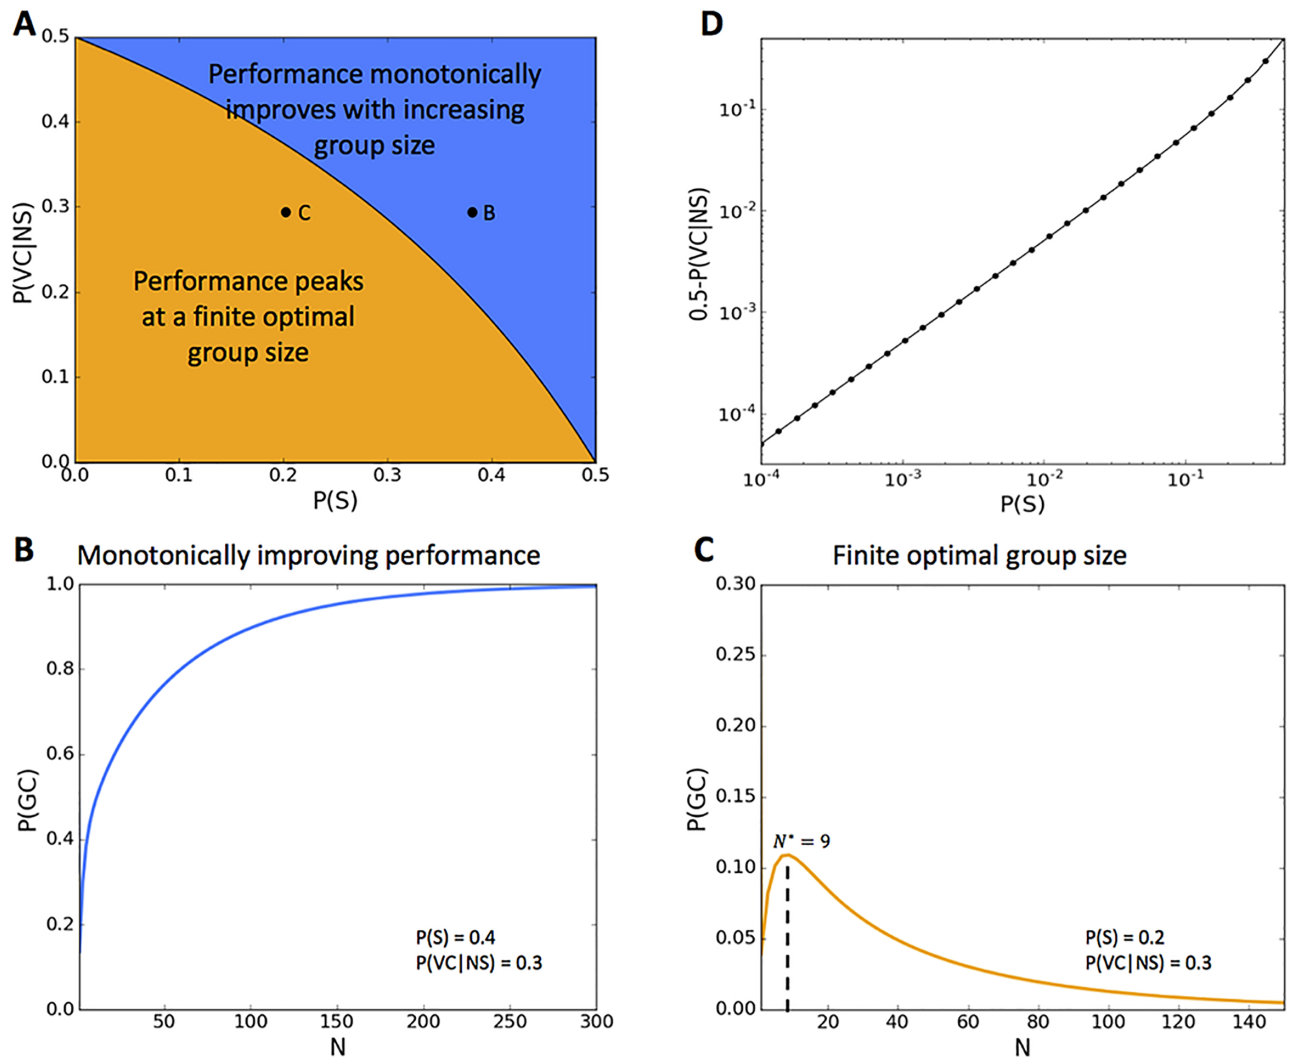 A
0.5
0.4
0.3
0.2
0.1
0.0
P(VC|NS)
Performance monotonically
improves with increasing
group size
C
B
Performance peaks
at a finite optimal
group size
0.0 0.1 0.2 0.3 0.4 0.5
P(S)
D
10⁻¹
10⁻²
10⁻³
10⁻⁴
0.5-P(VC|NS)
10⁻⁴ 10⁻³ 10⁻² 10⁻¹
P(S)
B
Monotonically improving performance
1.0
0.8
0.6
0.4
0.2
0.0
P(GC)
P(S) = 0.4
P(VC|NS) = 0.3
50 100 150 200 250 300
N
C
Finite optimal group size
0.30
0.25
0.20
0.15
0.10
0.05
0.00
P(GC)
N* = 9
P(S) = 0.2
P(VC|NS) = 0.3
20 40 60 80 100 120 140
N